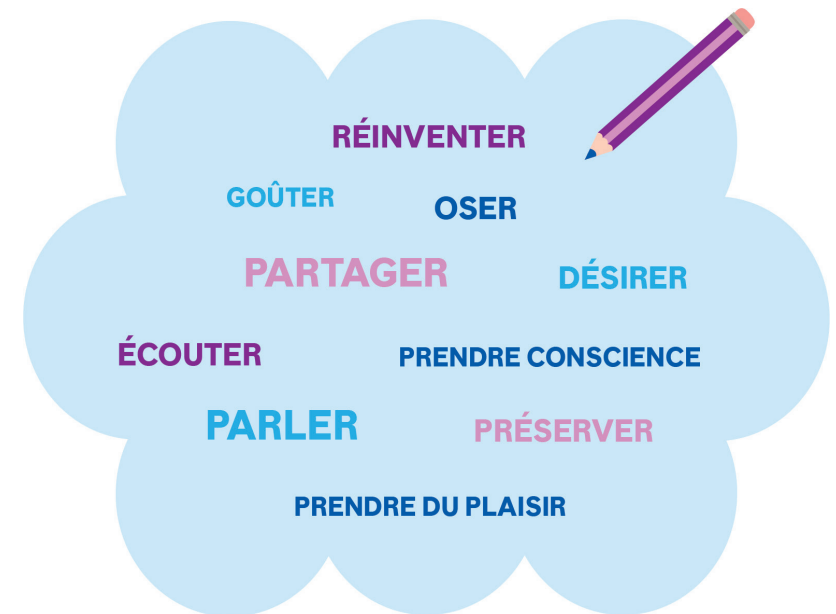 RÉINVENTER
GOÛTER
OSER
PARTAGER
DÉSIRER
ÉCOUTER
PRENDRE CONSCIENCE
PARLER
PRÉSERVER
PRENDRE DU PLAISIR